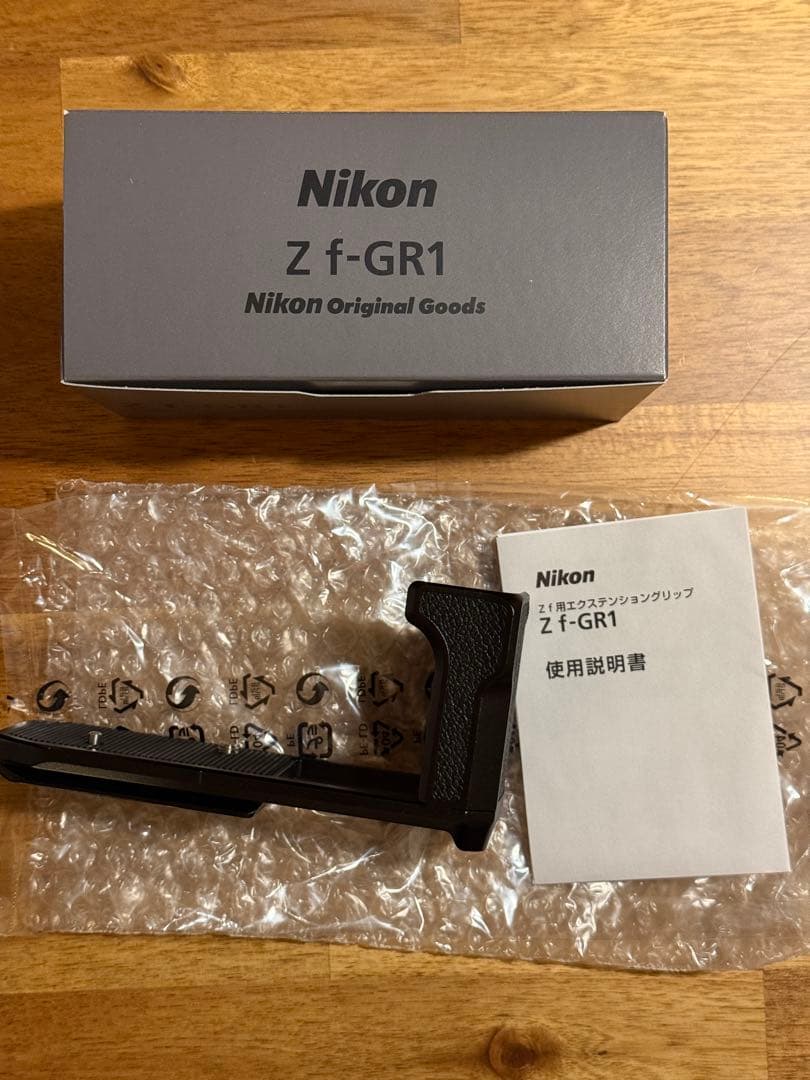 Nikon
Z f-GR1
Nikon Original Goods
Nikon
Z f 用エクステンショングリップ
Z f-GR1
使用説明書